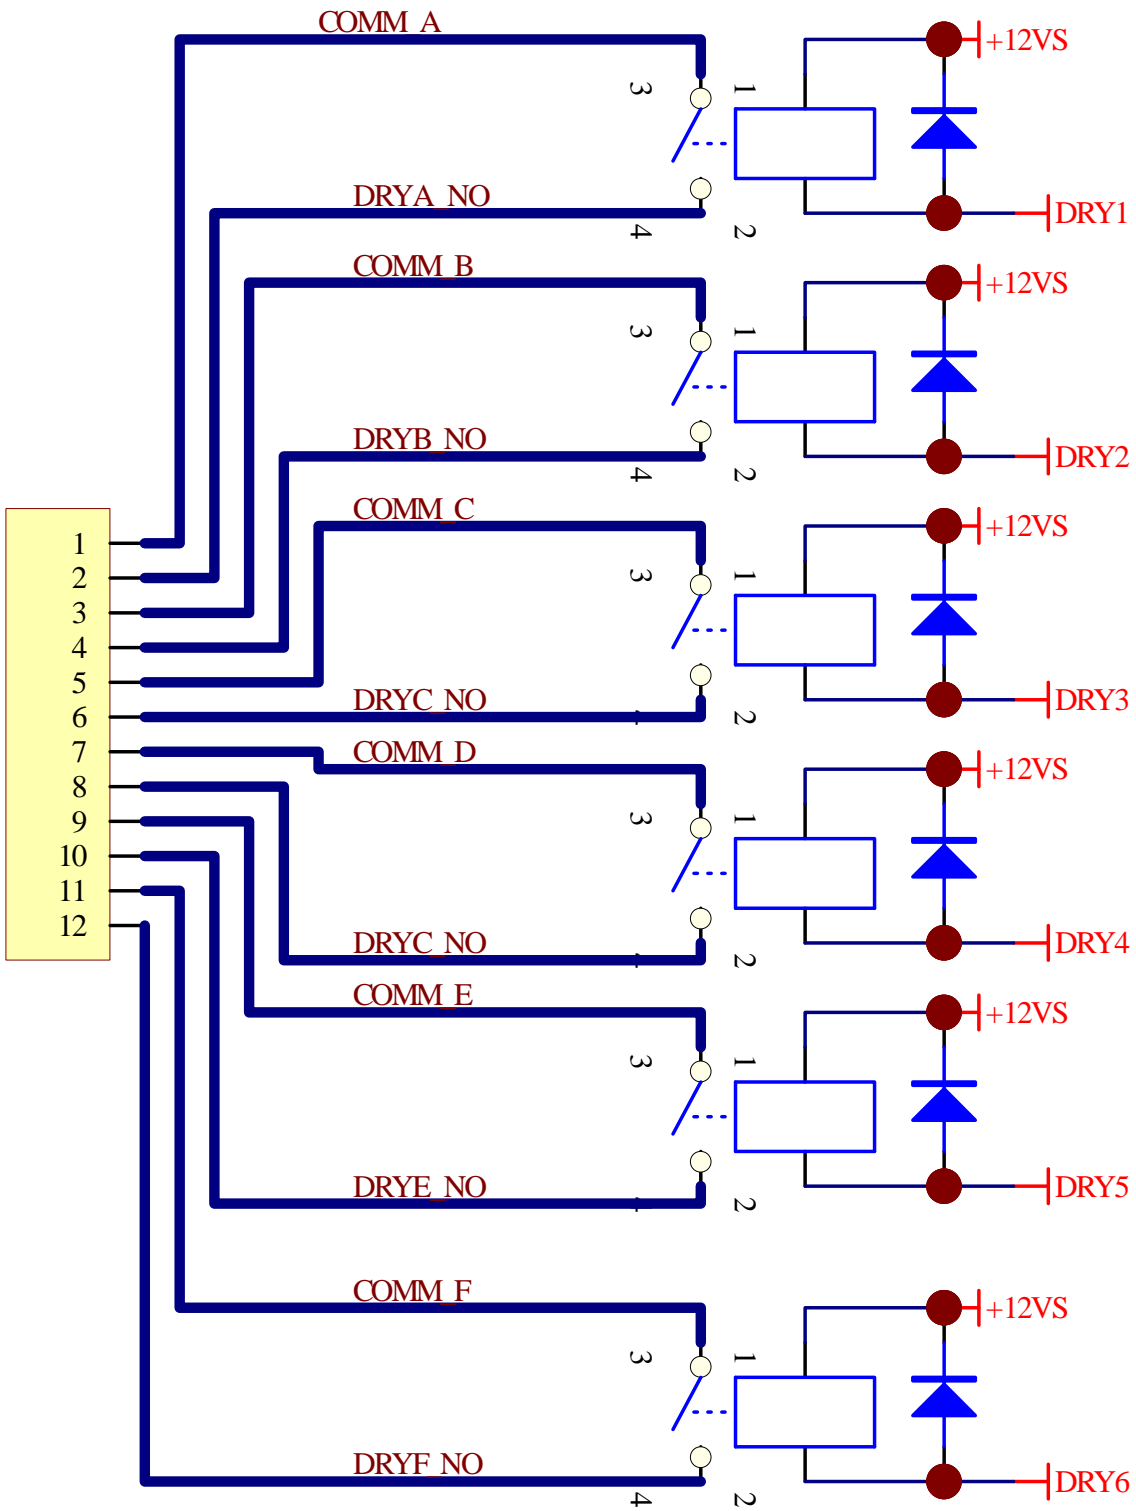 COMM_A
+12VS
3
1
DRYA_NO
DRY1
4
2
COMM_B
+12VS
3
1
DRYB_NO
DRY2
4
2
COMM_C
+12VS
3
1
DRYC_NO
DRY3
2
COMM_D
+12VS
3
1
DRYC_NO
DRY4
2
COMM_E
+12VS
3
1
DRYE_NO
DRY5
2
COMM_F
+12VS
3
1
DRYF_NO
DRY6
4
2
1
2
3
4
5
6
7
8
9
10
11
12